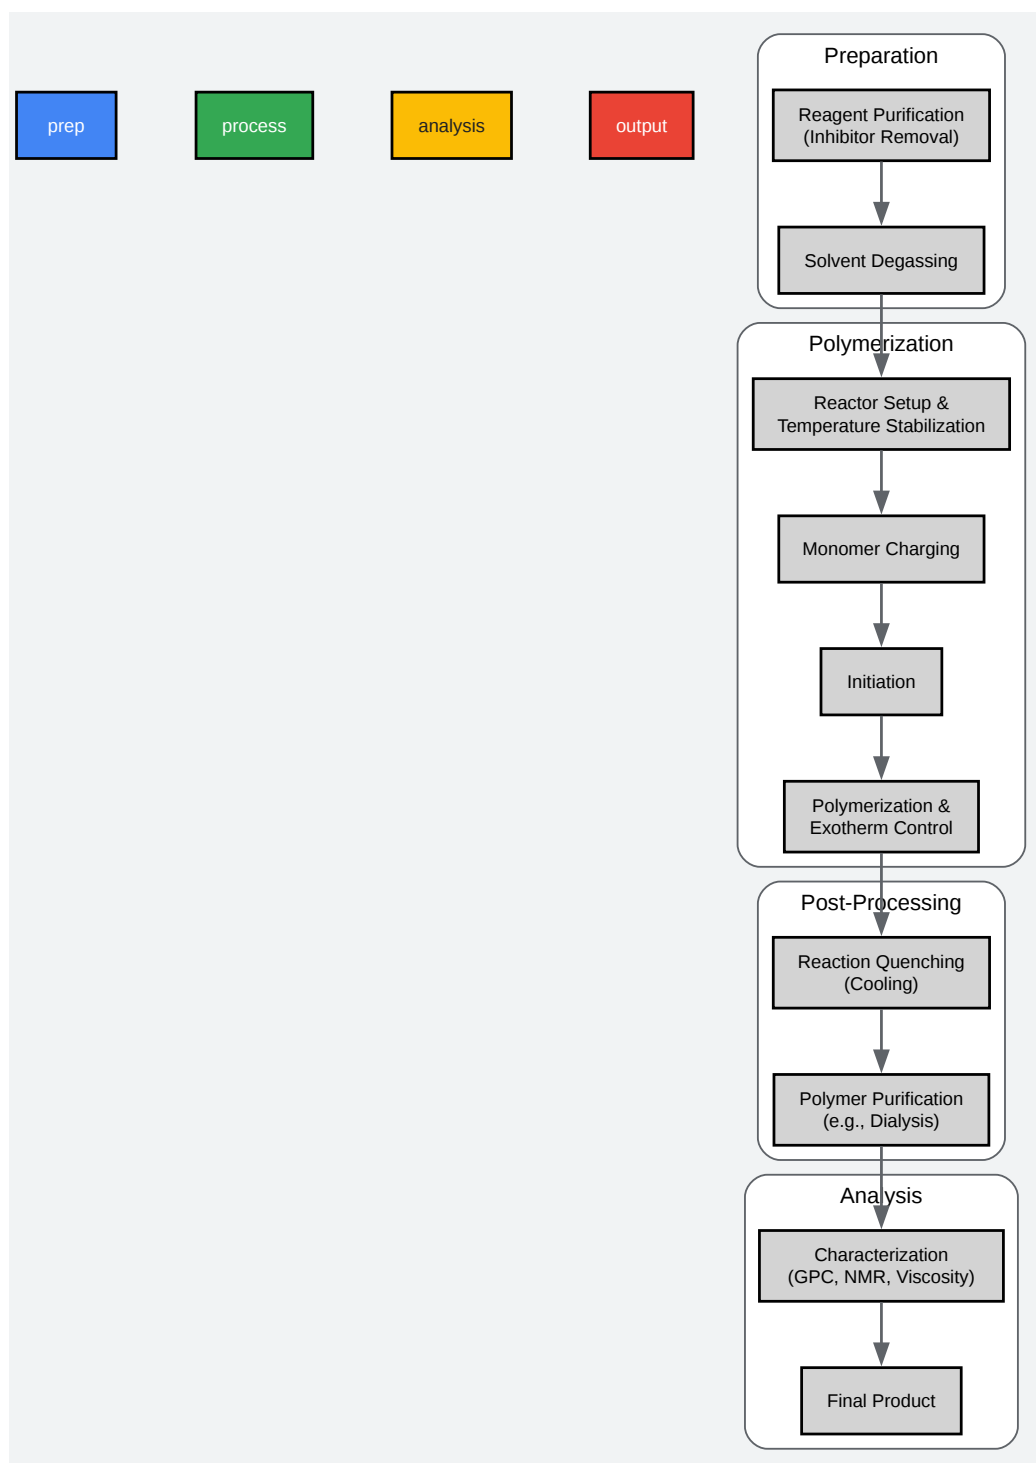 Preparation
prep
process
analysis
output
Reagent Purification
(Inhibitor Removal)
Solvent Degassing
Polymerization
Reactor Setup &
Temperature Stabilization
Monomer Charging
Initiation
Polymerization &
Exotherm Control
Post-Processing
Reaction Quenching
(Cooling)
Polymer Purification
(e.g., Dialysis)
Analysis
Characterization
(GPC, NMR, Viscosity)
Final Product